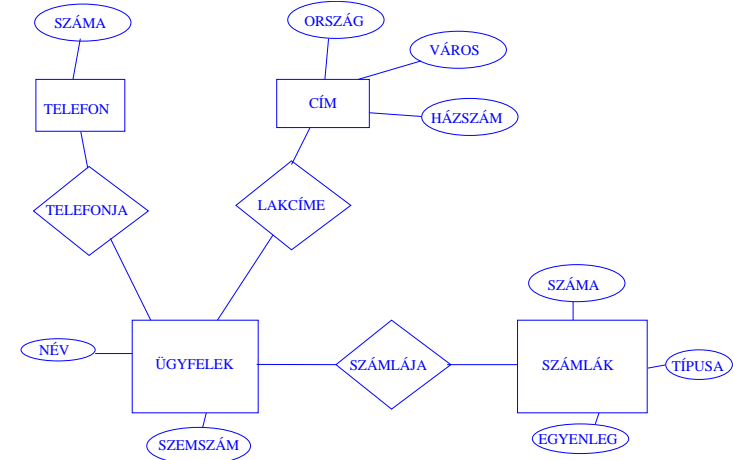 SZÁMA
ORSZÁG
VÁROS
TELEFON
CÍM
HÁZSZÁM
TELEFONJA
LAKCÍME
SZÁMA
NÉV
ÜGYFELEK
SZÁMLÁJA
SZÁMLÁK
TÍPUSA
SZEMSZÁM
EGYENLEG